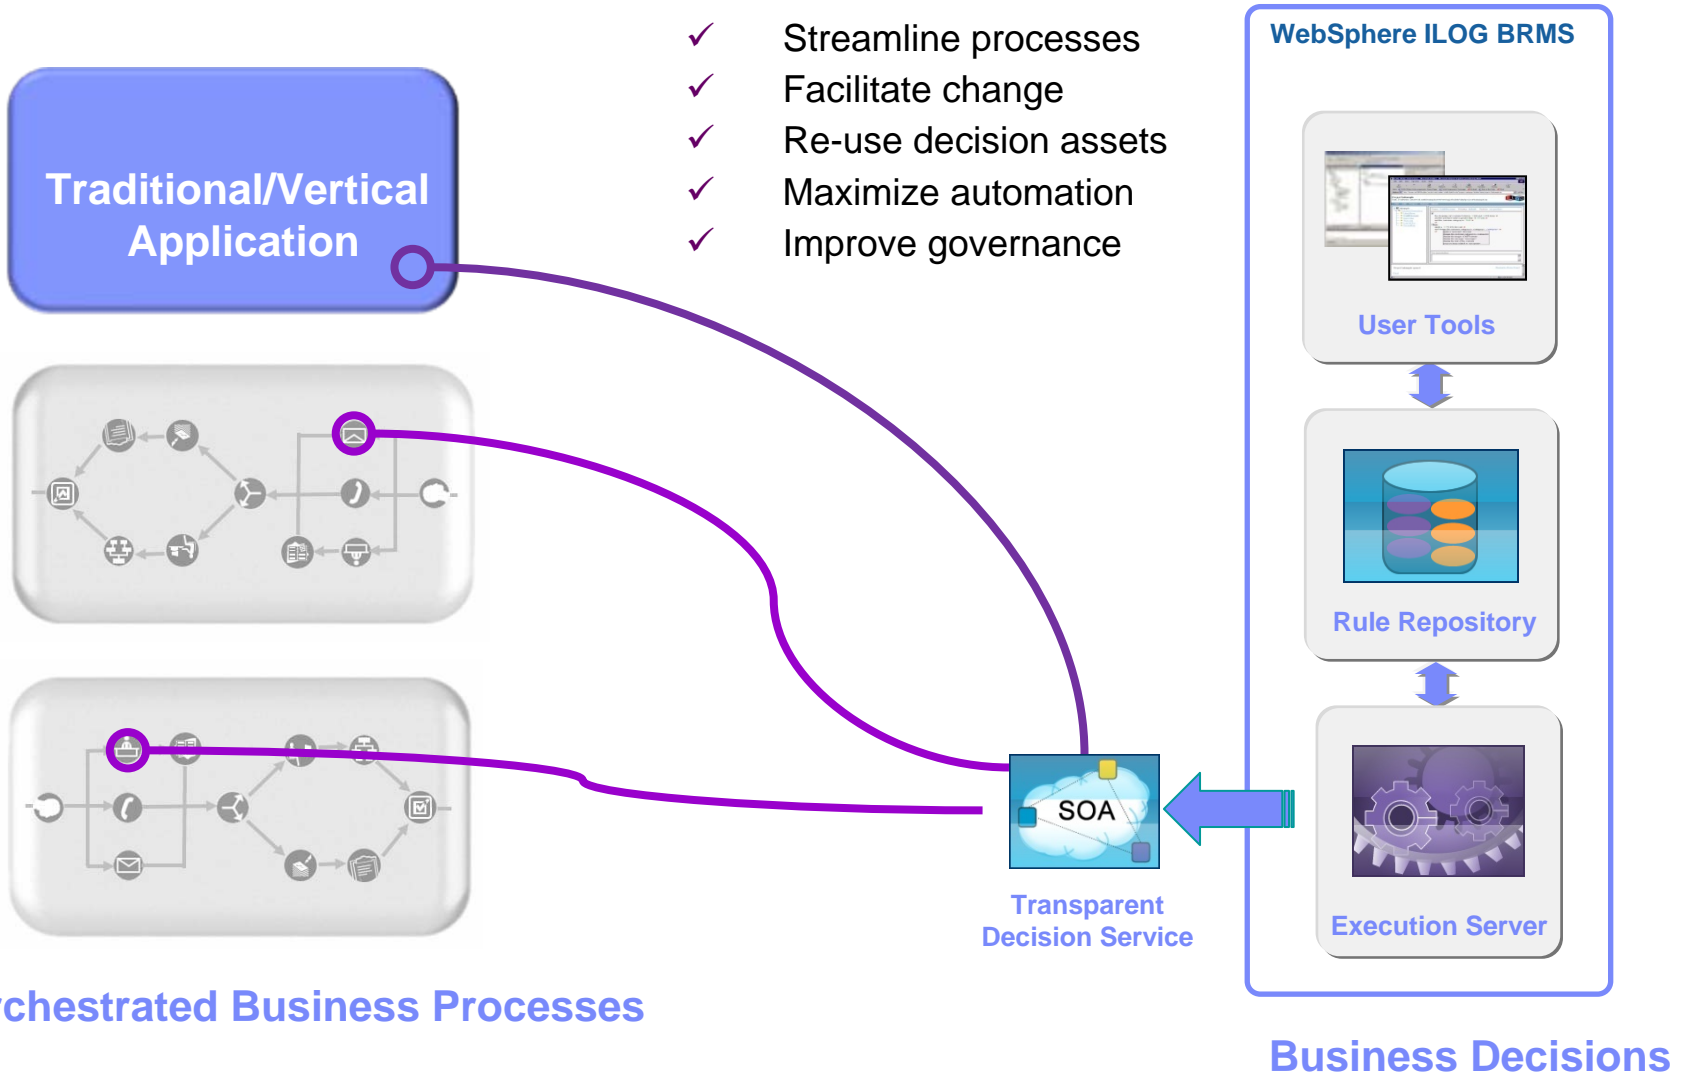 Streamline processes
Facilitate change
Re-use decision assets
Maximize automation
Improve governance
Traditional/Vertical
Application
WebSphere ILOG BRMS
User Tools
Rule Repository
Execution Server
SOA
Transparent
Decision Service
rchestrated Business Processes
Business Decisions